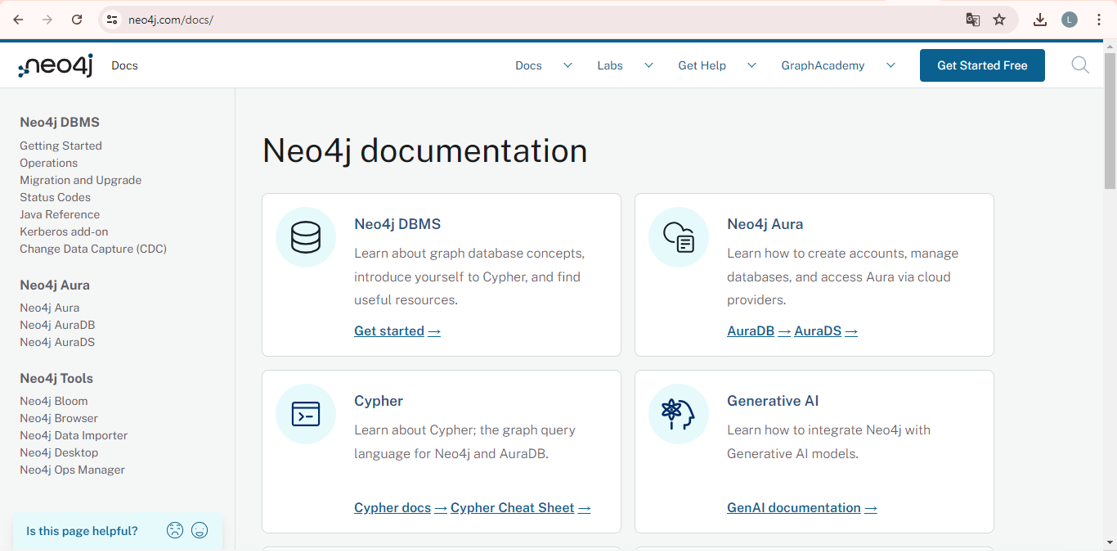 neo4j.com/docs/
L
neo4j
Docs
Docs
Labs
Get Help
GraphAcademy
Get Started Free
Neo4j DBMS
Getting Started
Operations
Migration and Upgrade
Status Codes
Java Reference
Kerberos add-on
Change Data Capture (CDC)
Neo4j Aura
Neo4j Aura
Neo4j AuraDB
Neo4j AuraDS
Neo4j Tools
Neo4j Bloom
Neo4j Browser
Neo4j Data Importer
Neo4j Desktop
Neo4j Ops Manager
Is this page helpful?
Neo4j documentation
Neo4j DBMS
Learn about graph database concepts,
introduce yourself to Cypher, and find
useful resources.
Get started →
Neo4j Aura
Learn how to create accounts, manage
databases, and access Aura via cloud
providers.
AuraDB → AuraDS →
Cypher
Learn about Cypher; the graph query
language for Neo4j and AuraDB.
Cypher docs → Cypher Cheat Sheet →
Generative AI
Learn how to integrate Neo4j with
Generative AI models.
GenAI documentation →